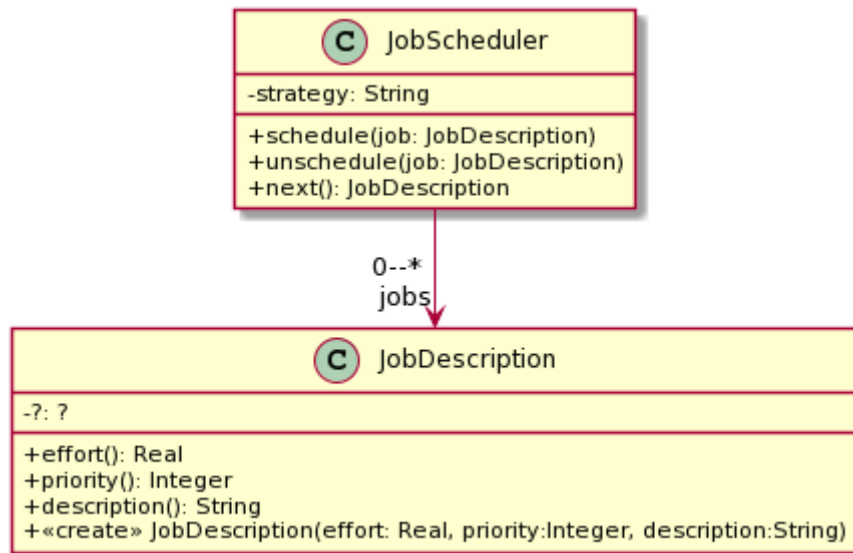 C JobScheduler
-strategy: String
+schedule(job: JobDescription)
+unschedule(job: JobDescription)
+next(): JobDescription
0--*
jobs
C JobDescription
-?: ?
+effort(): Real
+priority(): Integer
+description(): String
+«create» JobDescription(effort: Real, priority:Integer, description:String)